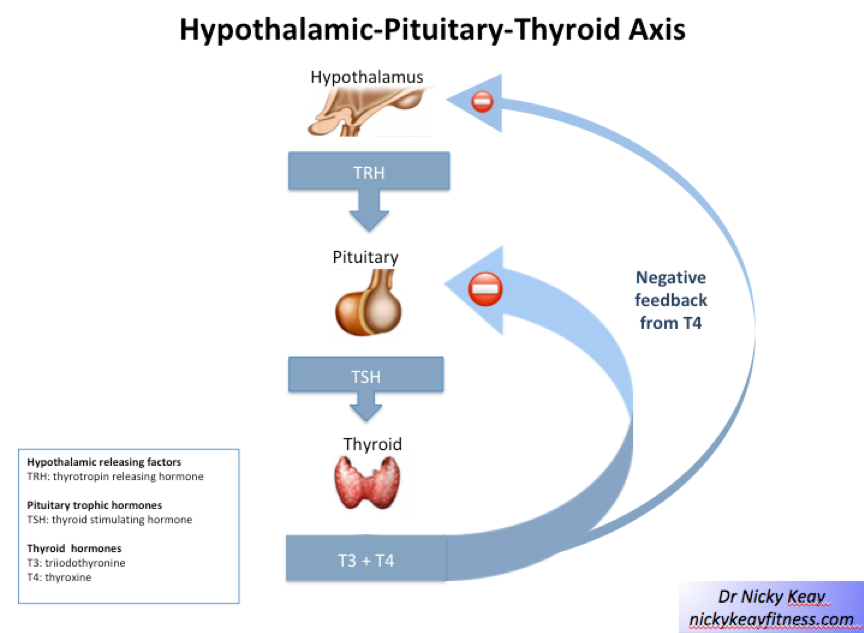 Hypothalamic-Pituitary-Thyroid Axis
Hypothalamus
TRH
Pituitary
Negative
feedback
from T4
TSH
Thyroid
T3 + T4
Hypothalamic releasing factors
TRH: thyrotropin releasing hormone
Pituitary trophic hormones
TSH: thyroid stimulating hormone
Thyroid hormones
T3: triiodothyronine
T4: thyroxine
Dr Nicky Keay
nickykeayfitness.com